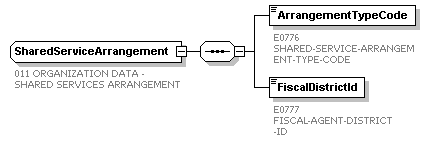 ArrangementTypeCode
E0776
SHARED-SERVICE-ARRANGEM
ENT-TYPE-CODE
SharedServiceArrangement
011 ORGANIZATION DATA -
SHARED SERVICES ARRANGEMENT
FiscalDistrictId
E0777
FISCAL-AGENT-DISTRICT
-ID